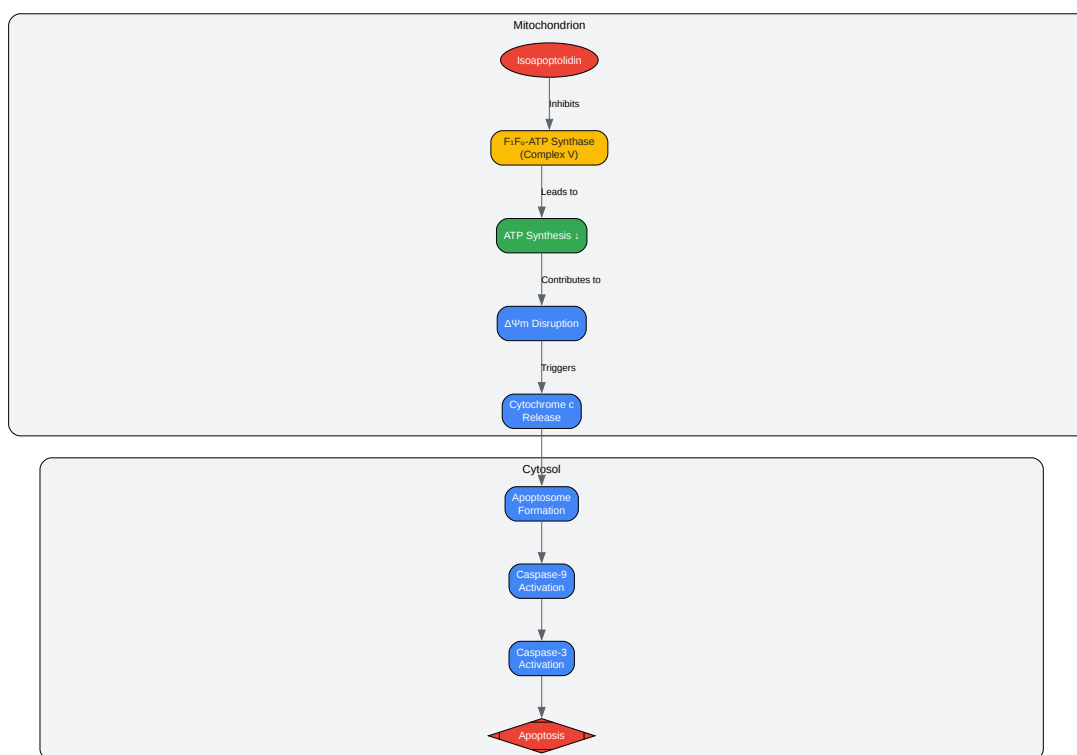 Mitochondrion
Isoapoptolidin
Inhibits
F₁Fₒ-ATP Synthase
(Complex V)
Leads to
ATP Synthesis ↓
Contributes to
ΔΨm Disruption
Triggers
Cytochrome c
Release
Cytosol
Apoptosome
Formation
Caspase-9
Activation
Caspase-3
Activation
Apoptosis